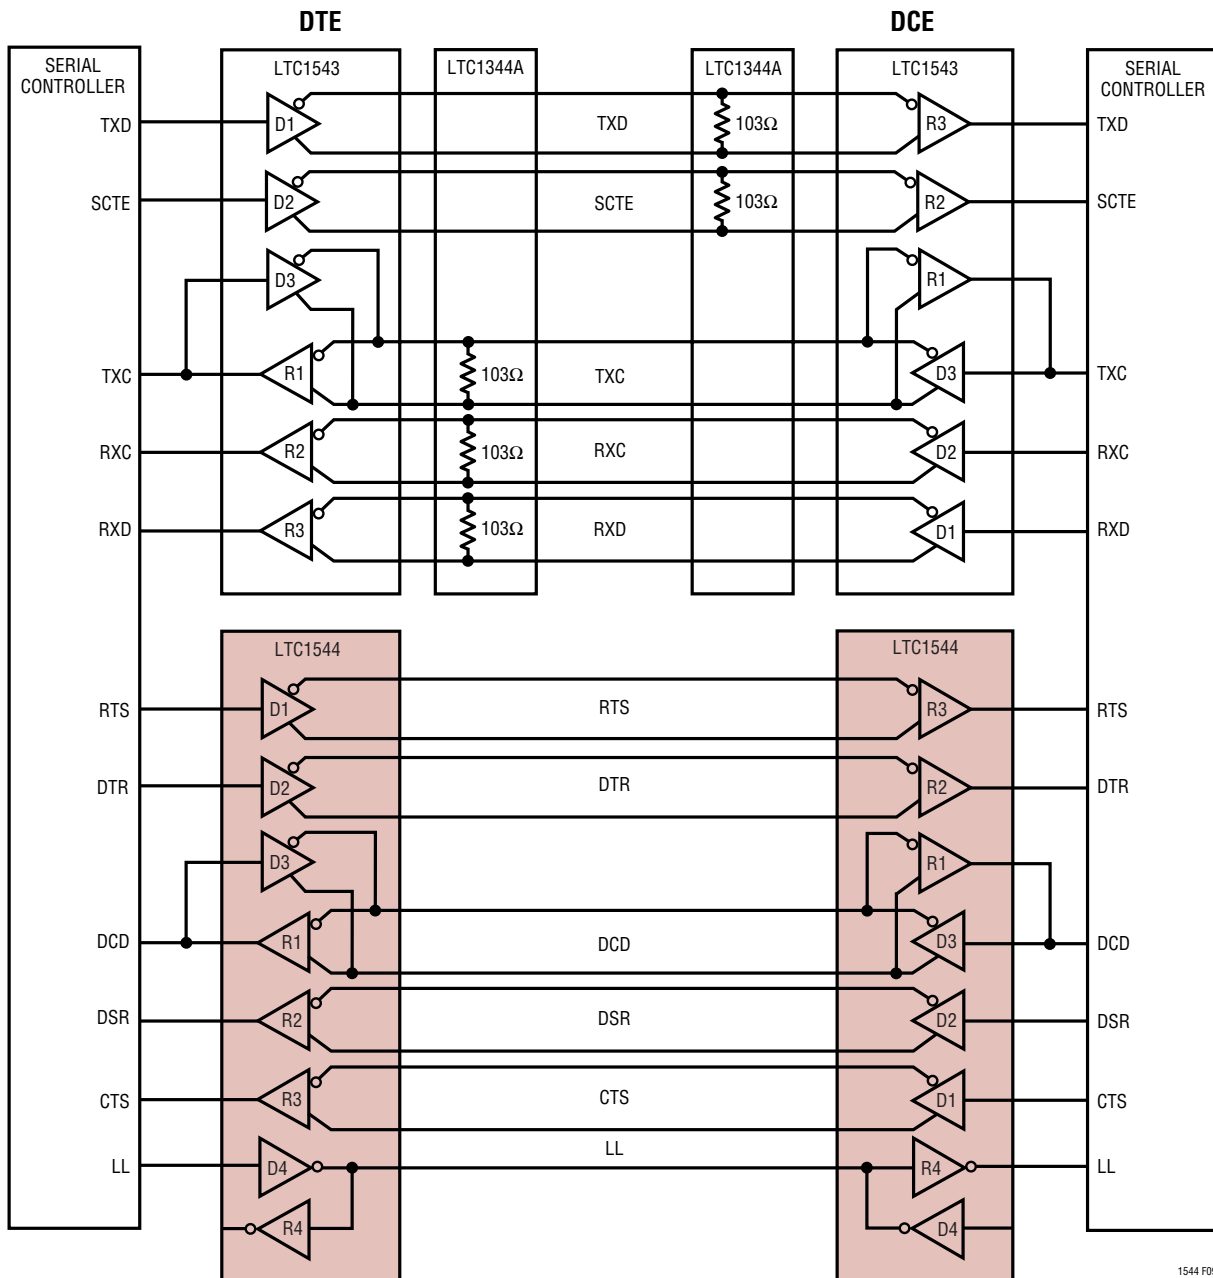 DTE DCE
SERIAL CONTROLLER LTC1543 LTC1344A LTC1344A LTC1543 SERIAL CONTROLLER
TXD D1 TXD 103Ω R3 TXD
SCTE D2 SCTE 103Ω R2 SCTE
D3 R1
TXC R1 103Ω TXC D3 TXC
RXC R2 103Ω RXC D2 RXC
RXD R3 103Ω RXD D1 RXD
LTC1544 LTC1544
RTS D1 RTS R3 RTS
DTR D2 DTR R2 DTR
D3 R1
DCD R1 DCD D3 DCD
DSR R2 DSR D2 DSR
CTS R3 CTS D1 CTS
LL D4 LL R4 LL
R4 D4
1544